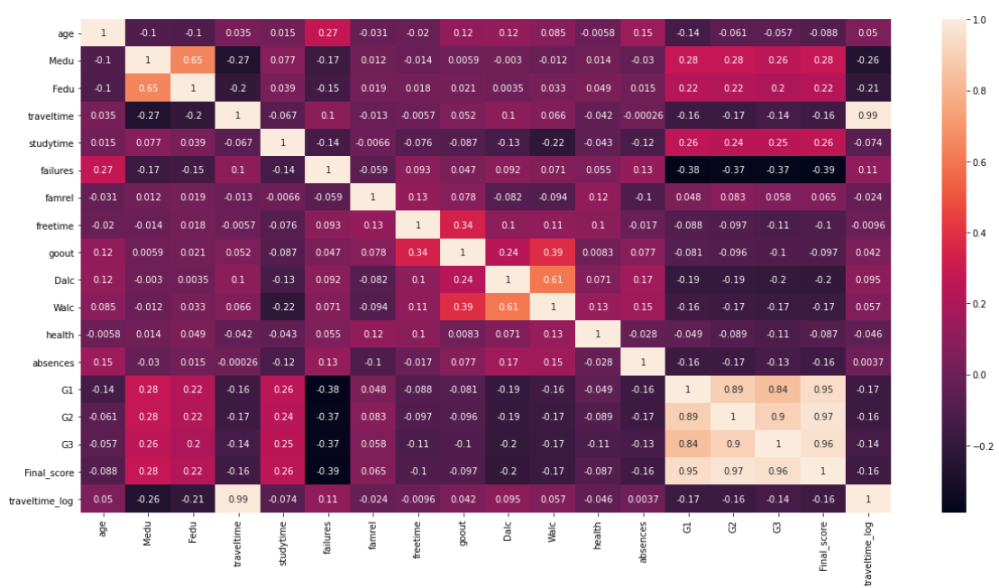 age 1 -0.1 -0.1 0.035 0.015 0.27 -0.031 -0.02 0.12 0.12 0.085 -0.0058 0.15 -0.14 -0.061 -0.057 -0.088 0.05
Medu -0.1 1 0.65 -0.27 0.077 -0.17 0.012 -0.014 0.0059 -0.003 -0.012 0.014 -0.03 0.28 0.28 0.26 0.28 -0.26
Fedu -0.1 0.65 1 -0.2 0.039 -0.15 0.019 0.018 0.021 0.0035 0.033 0.049 0.015 0.22 0.22 0.2 0.22 -0.21
traveltime 0.035 -0.27 -0.2 1 -0.067 0.1 -0.013 -0.0057 0.052 0.1 0.066 -0.042 -0.00026 -0.16 -0.17 -0.14 -0.16 0.99
studytime 0.015 0.077 0.039 -0.067 1 -0.14 -0.0066 -0.076 -0.087 -0.13 -0.22 -0.043 -0.12 0.26 0.24 0.25 0.26 -0.074
failures 0.27 -0.17 -0.15 0.1 -0.14 1 -0.059 0.093 0.047 0.092 0.071 0.055 0.13 -0.38 -0.37 -0.37 -0.39 0.11
famrel -0.031 0.012 0.019 -0.013 -0.0066 -0.059 1 0.13 0.078 -0.082 -0.094 0.12 -0.1 0.048 0.083 0.058 0.065 -0.024
freetime -0.02 -0.014 0.018 -0.0057 -0.076 0.093 0.13 1 0.34 0.1 0.11 0.1 -0.017 -0.088 -0.097 -0.11 -0.1 -0.0096
goout 0.12 0.0059 0.021 0.052 -0.087 0.047 0.078 0.34 1 0.24 0.39 0.0083 0.077 -0.081 -0.096 -0.1 -0.097 0.042
Dalc 0.12 -0.003 0.0035 0.1 -0.13 0.092 -0.082 0.1 0.24 1 0.61 0.071 0.17 -0.19 -0.19 -0.2 -0.2 0.095
Walc 0.085 -0.012 0.033 0.066 -0.22 0.071 -0.094 0.11 0.39 0.61 1 0.13 0.15 -0.16 -0.17 -0.17 -0.17 0.057
health -0.0058 0.014 0.049 -0.042 -0.043 0.055 0.12 0.1 0.0083 0.071 0.13 1 -0.028 -0.049 -0.089 -0.11 -0.087 -0.046
absences 0.15 -0.03 0.015 -0.00026 -0.12 0.13 -0.1 -0.017 0.077 0.17 0.15 -0.028 1 -0.16 -0.17 -0.13 -0.16 0.0037
G1 -0.14 0.28 0.22 -0.16 0.26 -0.38 0.048 -0.088 -0.081 -0.19 -0.16 -0.049 -0.16 1 0.89 0.84 0.95 -0.17
G2 -0.061 0.28 0.22 -0.17 0.24 -0.37 0.083 -0.097 -0.096 -0.19 -0.17 -0.089 -0.17 0.89 1 0.9 0.97 -0.16
G3 -0.057 0.26 0.2 -0.14 0.25 -0.37 0.058 -0.11 -0.1 -0.2 -0.17 -0.11 -0.13 0.84 0.9 1 0.96 -0.14
Final_score -0.088 0.28 0.22 -0.16 0.26 -0.39 0.065 -0.1 -0.097 -0.2 -0.17 -0.087 -0.16 0.95 0.97 0.96 1 -0.16
traveltime_log 0.05 -0.26 -0.21 0.99 -0.074 0.11 -0.024 -0.0096 0.042 0.095 0.057 -0.046 0.0037 -0.17 -0.16 -0.14 -0.16 1
age Medu Fedu traveltime studytime failures famrel freetime goout Dalc Walc health absences G1 G2 G3 Final_score traveltime_log
1.0
0.8
0.6
0.4
0.2
0.0
−0.2